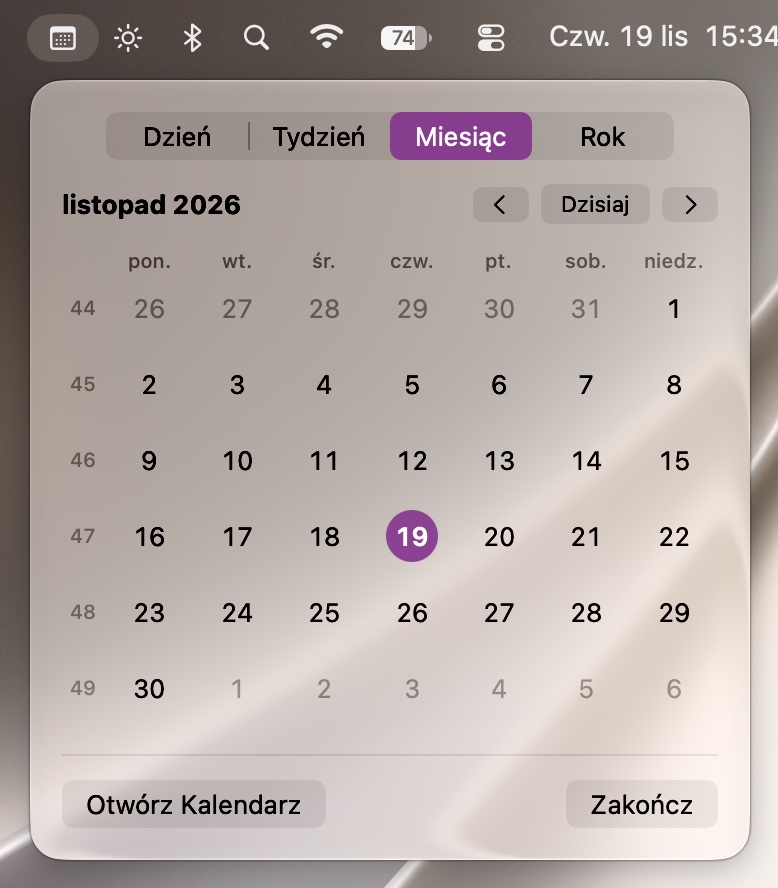 74 Czw. 19 lis 15:34
Dzień Tydzień Miesiąc Rok
listopad 2026 Dzisiaj
pon. wt. śr. czw. pt. sob. niedz.
44 26 27 28 29 30 31 1
45 2 3 4 5 6 7 8
46 9 10 11 12 13 14 15
47 16 17 18 19 20 21 22
48 23 24 25 26 27 28 29
49 30 1 2 3 4 5 6
Otwórz Kalendarz Zakończ